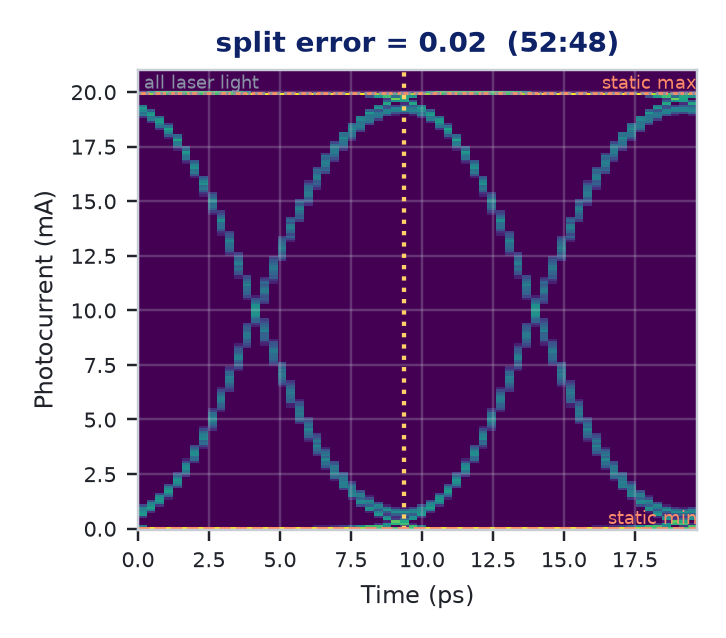 split error = 0.02 (52:48)
all laser light
static max
static min
Photocurrent (mA)
20.0
17.5
15.0
12.5
10.0
7.5
5.0
2.5
0.0
0.0 2.5 5.0 7.5 10.0 12.5 15.0 17.5
Time (ps)